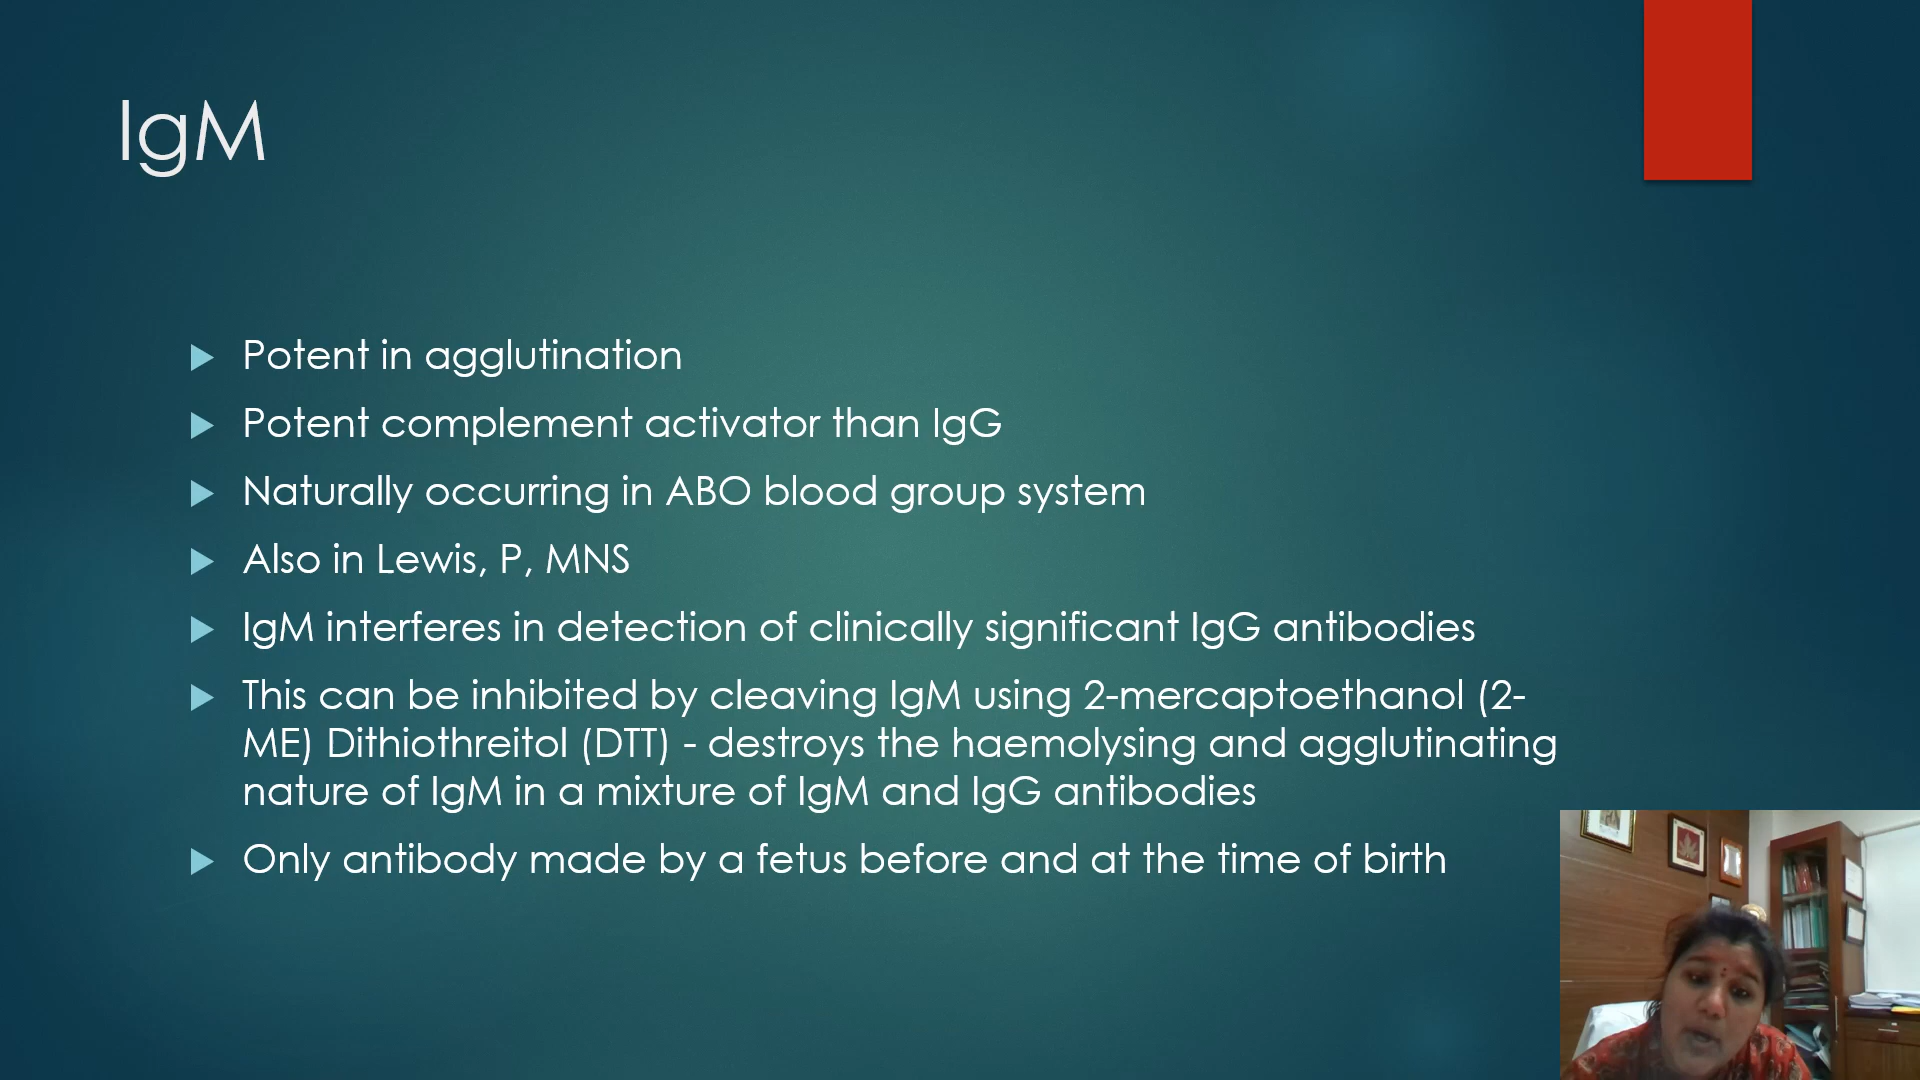 IgM
Potent in agglutination
Potent complement activator than IgG
Naturally occurring in ABO blood group system
Also in Lewis, P, MNS
IgM interferes in detection of clinically significant IgG antibodies
This can be inhibited by cleaving IgM using 2-mercaptoethanol (2-
ME) Dithiothreitol (DTT) - destroys the haemolysing and agglutinating
nature of IgM in a mixture of IgM and IgG antibodies
Only antibody made by a fetus before and at the time of birth